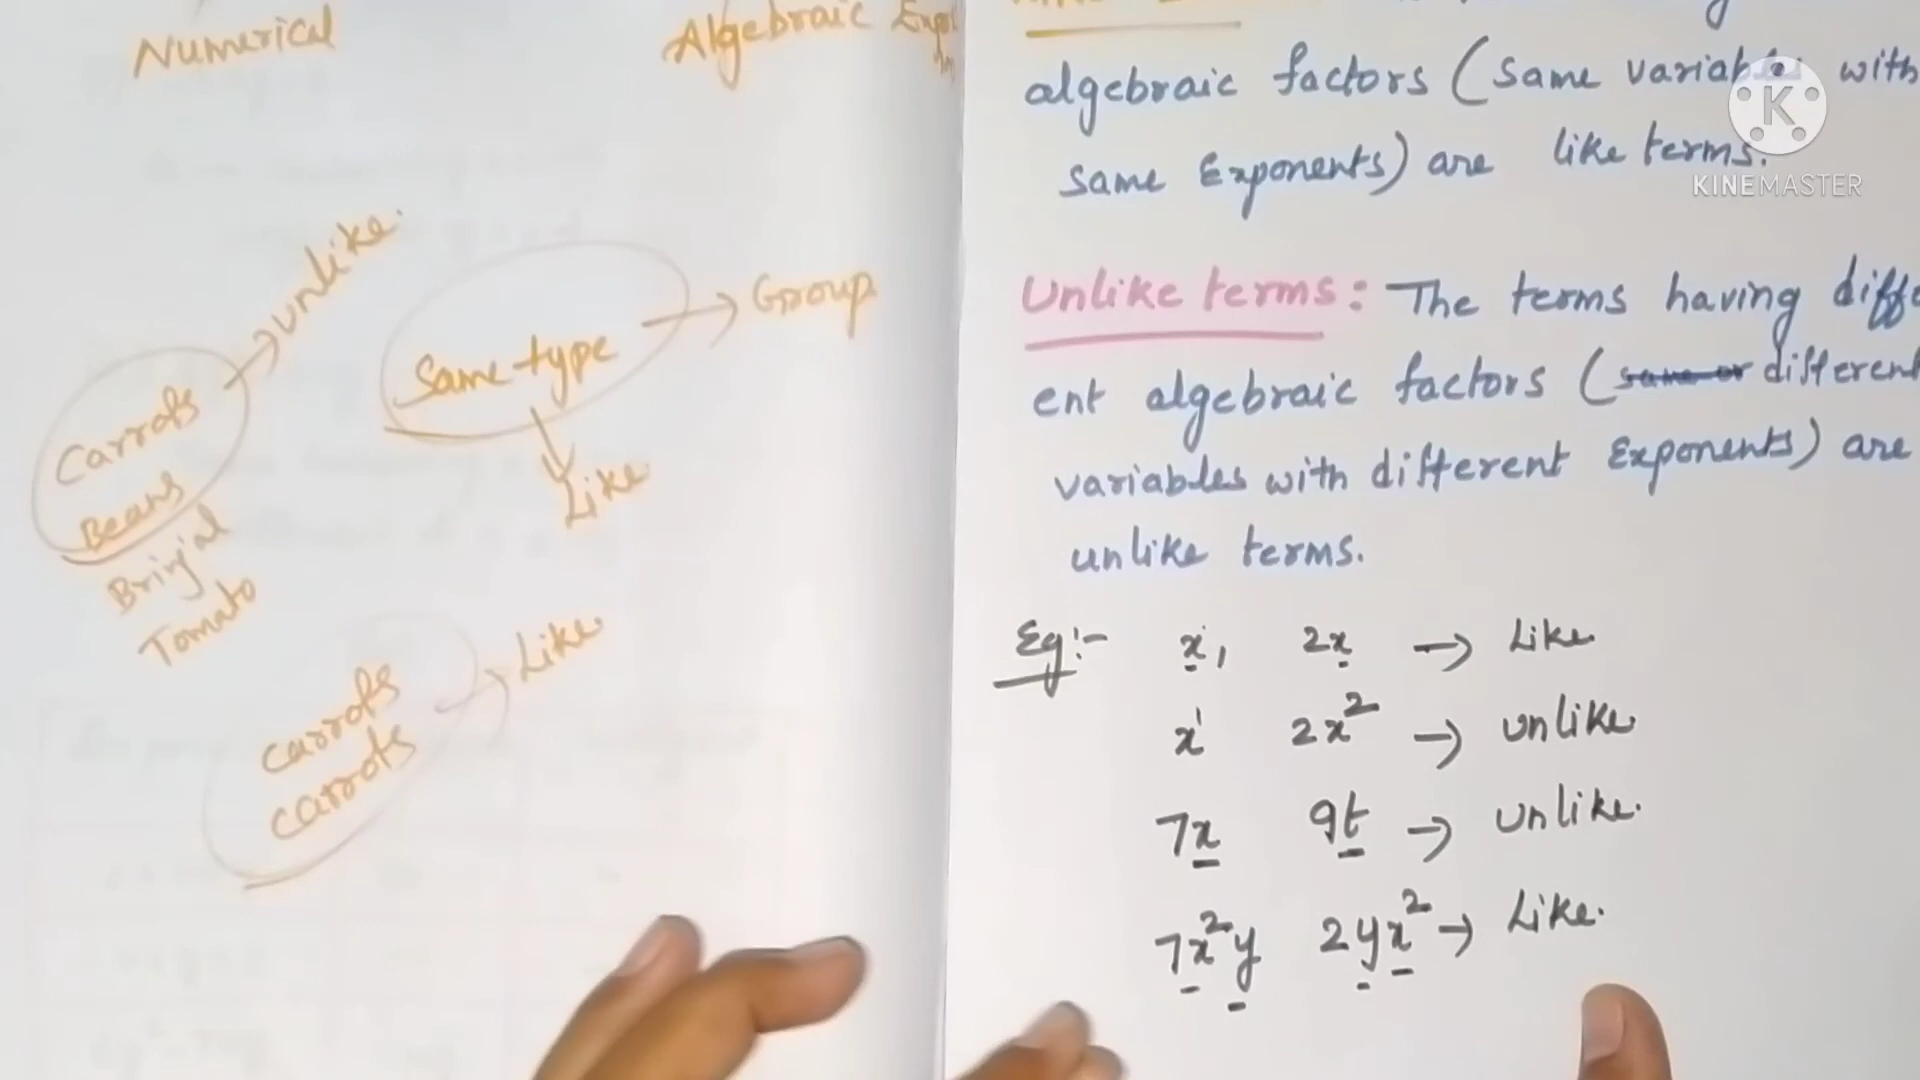 Numerical
Algebraic
Unlike
Same type
Group
Like
Carrots
Beans
Brinjal
Tomato
Like
carrots
carrots
algebraic factors (same variables with
same Exponents) are like terms.
Unlike terms: The terms having diffe
ent algebraic factors (same or different
variables with different Exponents) are
unlike terms.
Eg:- x, 2x → Like
x¹ 2x² → unlike
7x 9t → unlike.
7x²y 2yx² → Like.
K
KINEMASTER